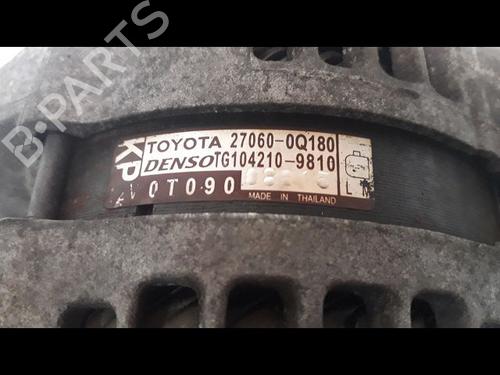 B-PARTS
KP
TOYOTA 27060-0Q180
DENSO TG104210-9810
0T090
L
MADE IN THAILAND